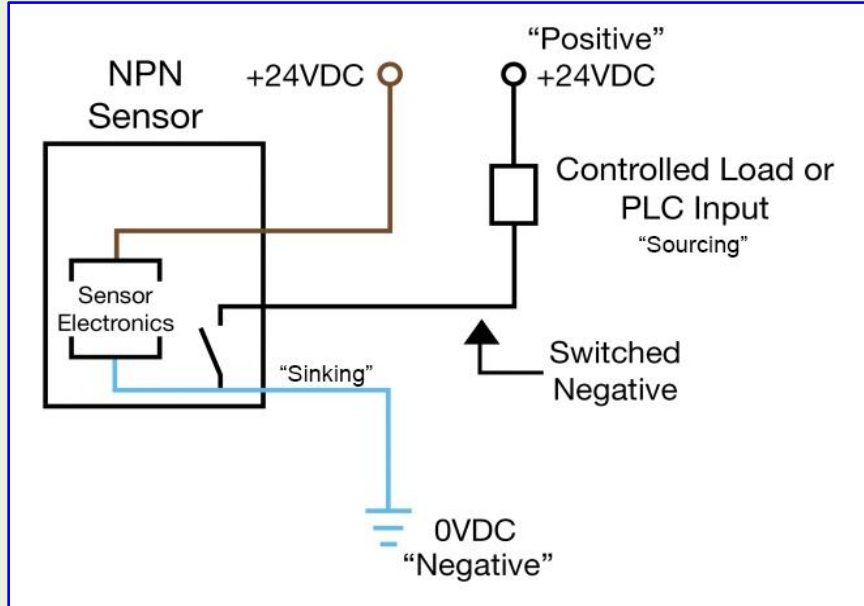 NPN
Sensor
+24VDC
“Positive”
+24VDC
Controlled Load or
PLC Input
“Sourcing”
Sensor
Electronics
“Sinking”
Switched
Negative
0VDC
“Negative”